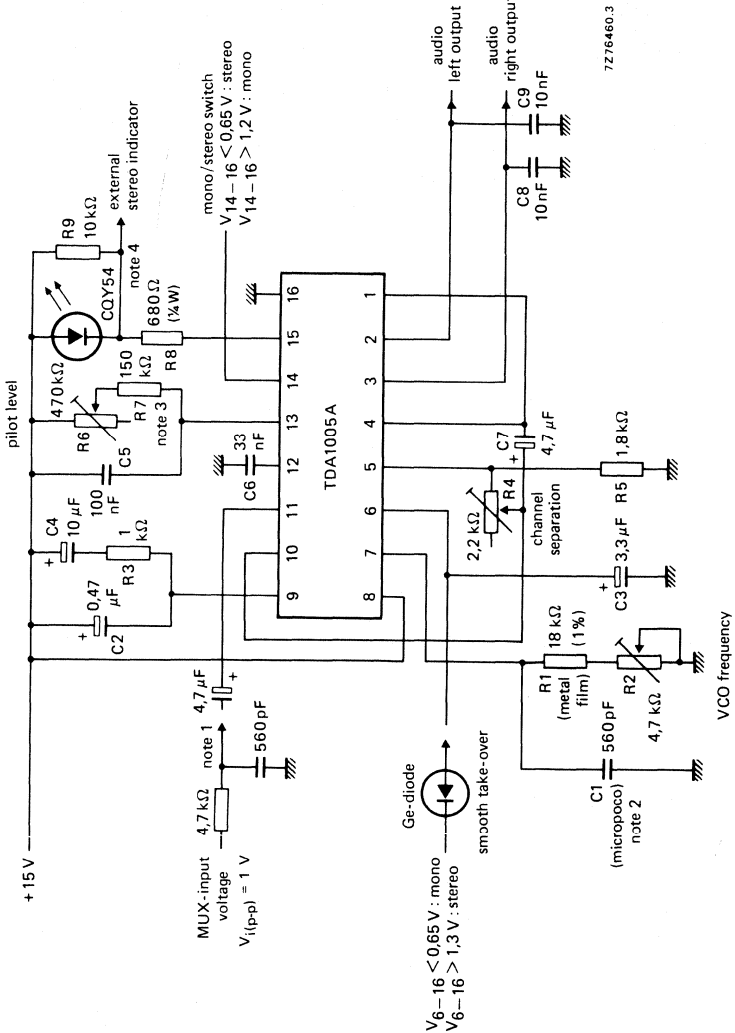 pilot level
+15 V
C2
0,47
μF
+
C4
10 μF
+
R3
1
kΩ
100
nF
C5
R6
470 kΩ
R7
150
kΩ
note 3
CQY54
R9
10 kΩ
external
stereo indicator
note 4
680 Ω
(¼W)
R8
mono/stereo switch
V14–16 < 0,65 V : stereo
V14–16 > 1,2 V : mono
C6
33
nF
MUX-input
voltage
Vi(p-p) = 1 V
4,7 kΩ
note 1
560 pF
4,7 μF
+
9
10
11
12
13
14
15
16
TDA1005A
8
7
6
5
4
3
2
1
V6–16 < 0,65 V : mono
V6–16 > 1,3 V : stereo
Ge-diode
smooth take-over
C1
560 pF
(micropoco)
note 2
R1
(metal
film)
18 kΩ
(1%)
R2
4,7 kΩ
VCO frequency
+
C3
3,3 μF
2,2 kΩ
R4
channel
separation
R5
1,8 kΩ
C7
+
4,7 μF
C8
10 nF
C9
10 nF
audio
left output
audio
right output
7Z76460.3